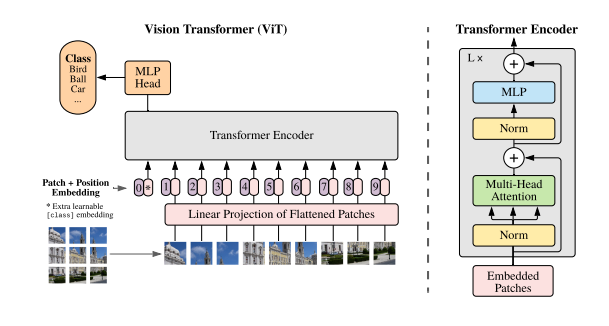 Vision Transformer (ViT)
Class
Bird
Ball
Car
...
MLP
Head
Transformer Encoder
Patch + Position
Embedding
* Extra learnable
[class] embedding
0 * 1 2 3 4 5 6 7 8 9
Linear Projection of Flattened Patches
Transformer Encoder
L ×
+
MLP
Norm
+
Multi-Head
Attention
Norm
Embedded
Patches